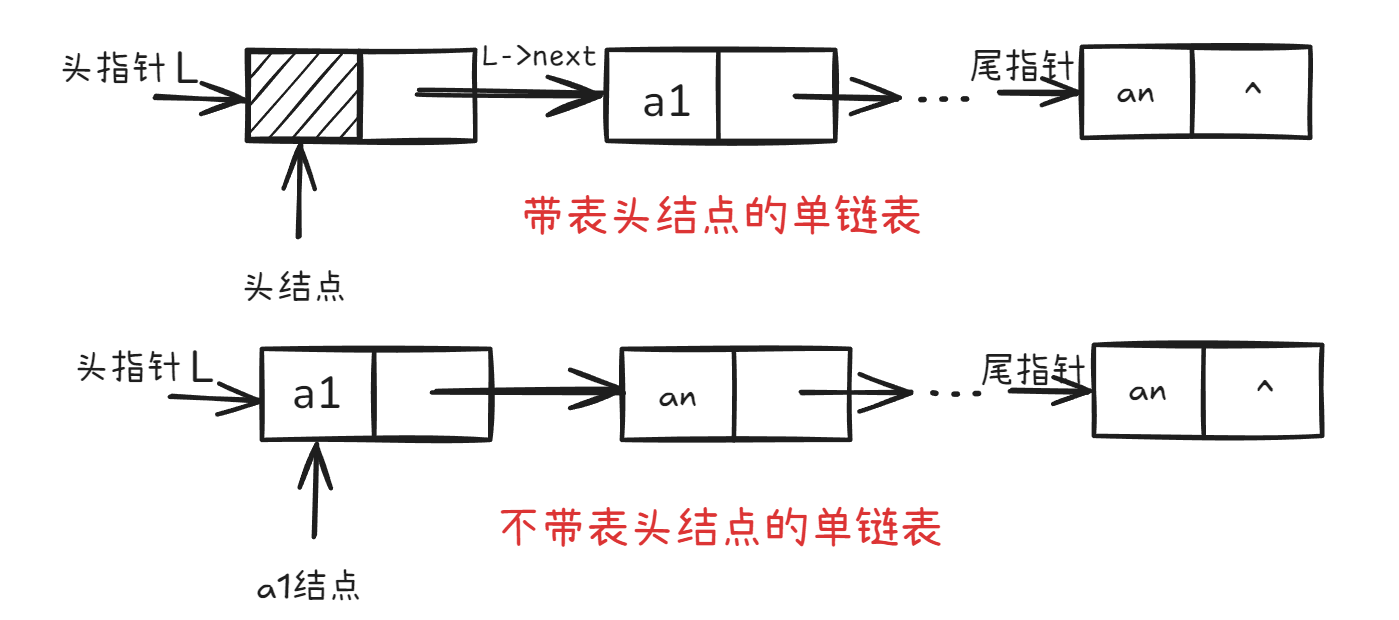 头指针 L
L->next
a1
尾指针
an
^
带表头结点的单链表
头结点
头指针 L
a1
an
尾指针
an
^
不带表头结点的单链表
a1结点